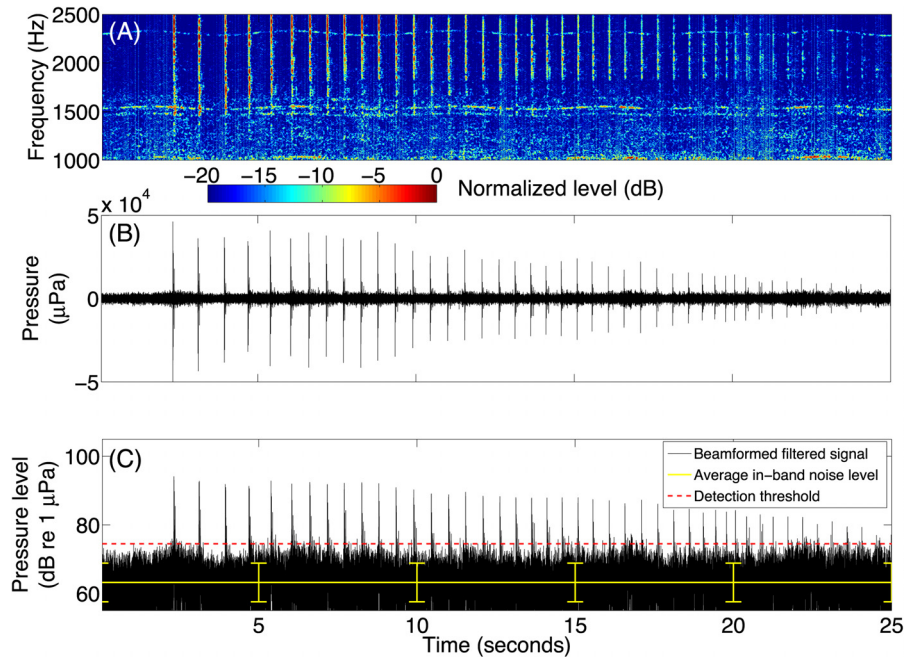 (A)
Frequency (Hz)
2500
2000
1500
1000
−20 −15 −10 −5 0
Normalized level (dB)
× 10⁴
(B)
Pressure
(μPa)
5
0
−5
(C)
Pressure level
(dB re 1 μPa)
100
80
60
Beamformed filtered signal
Average in−band noise level
Detection threshold
5 10 15 20 25
Time (seconds)